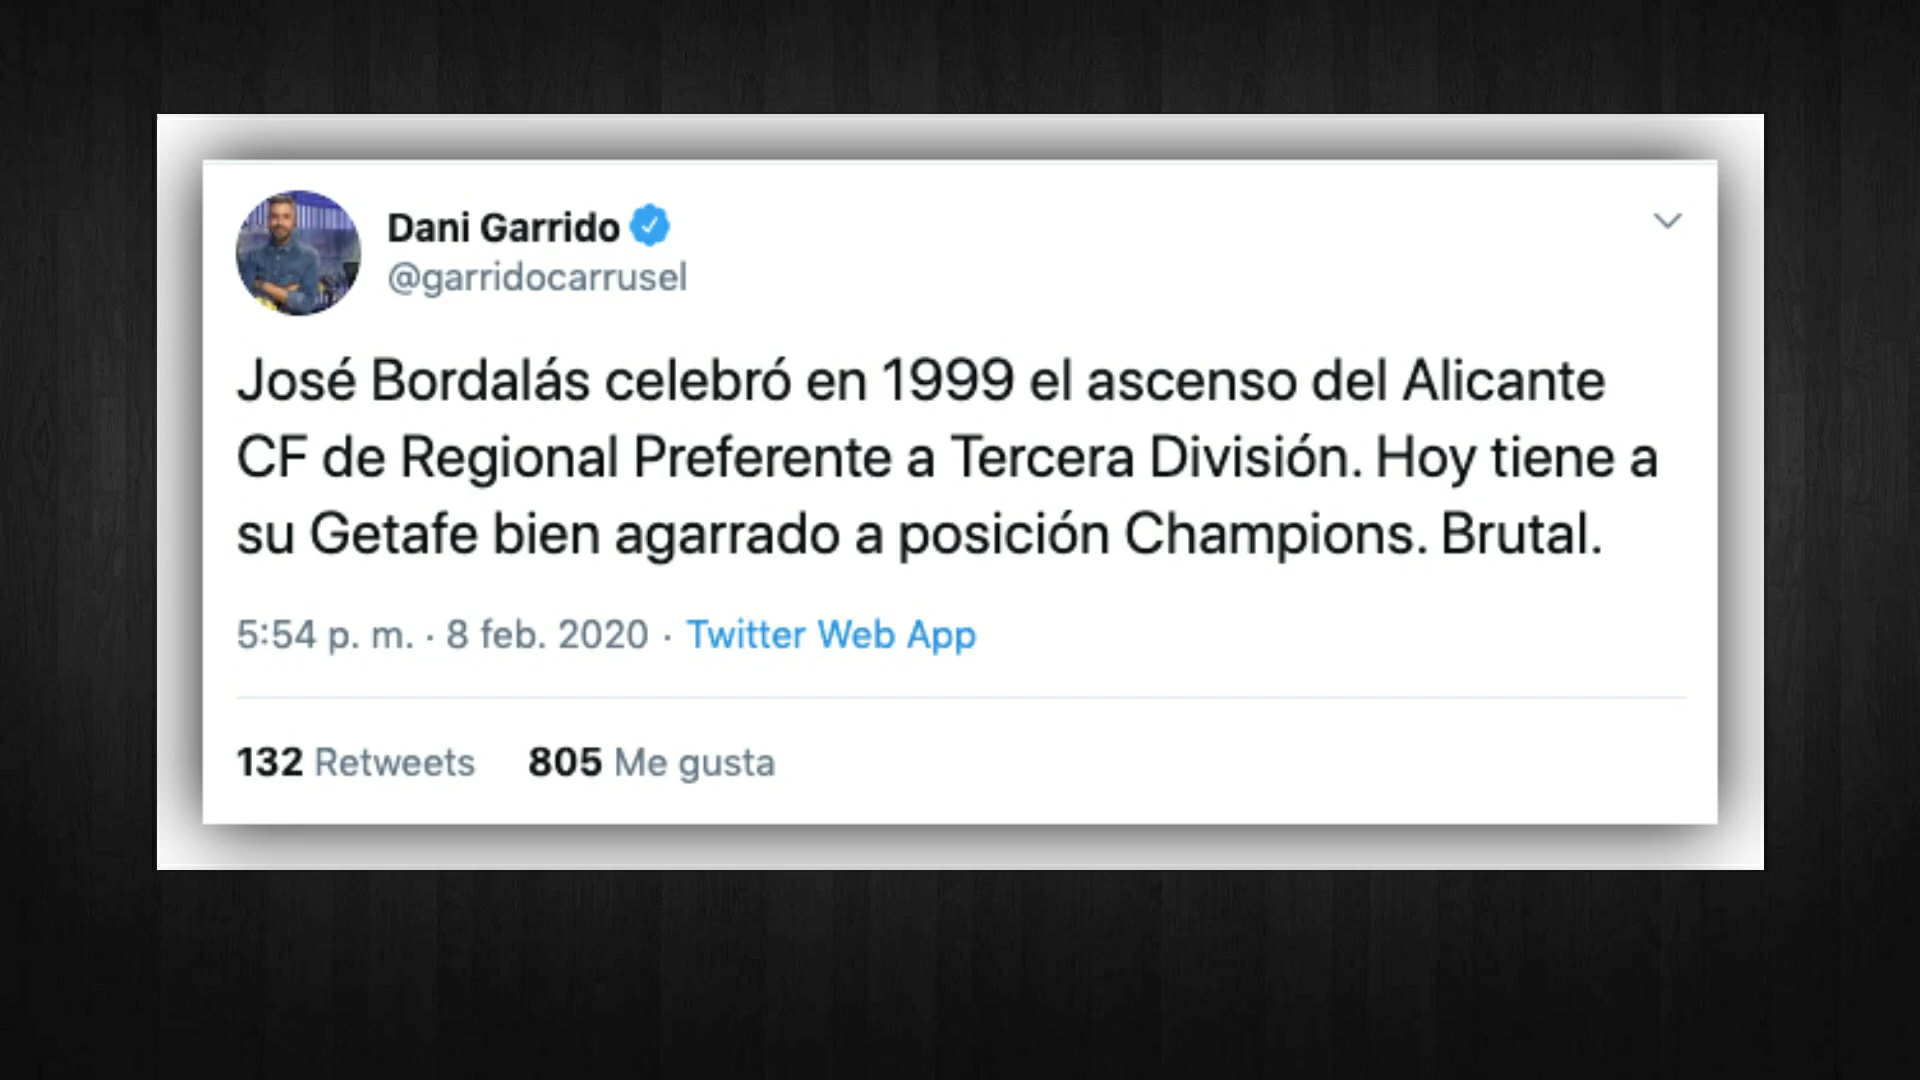 Dani Garrido
@garridocarrusel
José Bordalás celebró en 1999 el ascenso del Alicante
CF de Regional Preferente a Tercera División. Hoy tiene a
su Getafe bien agarrado a posición Champions. Brutal.
5:54 p. m. · 8 feb. 2020 · Twitter Web App
132 Retweets 805 Me gusta